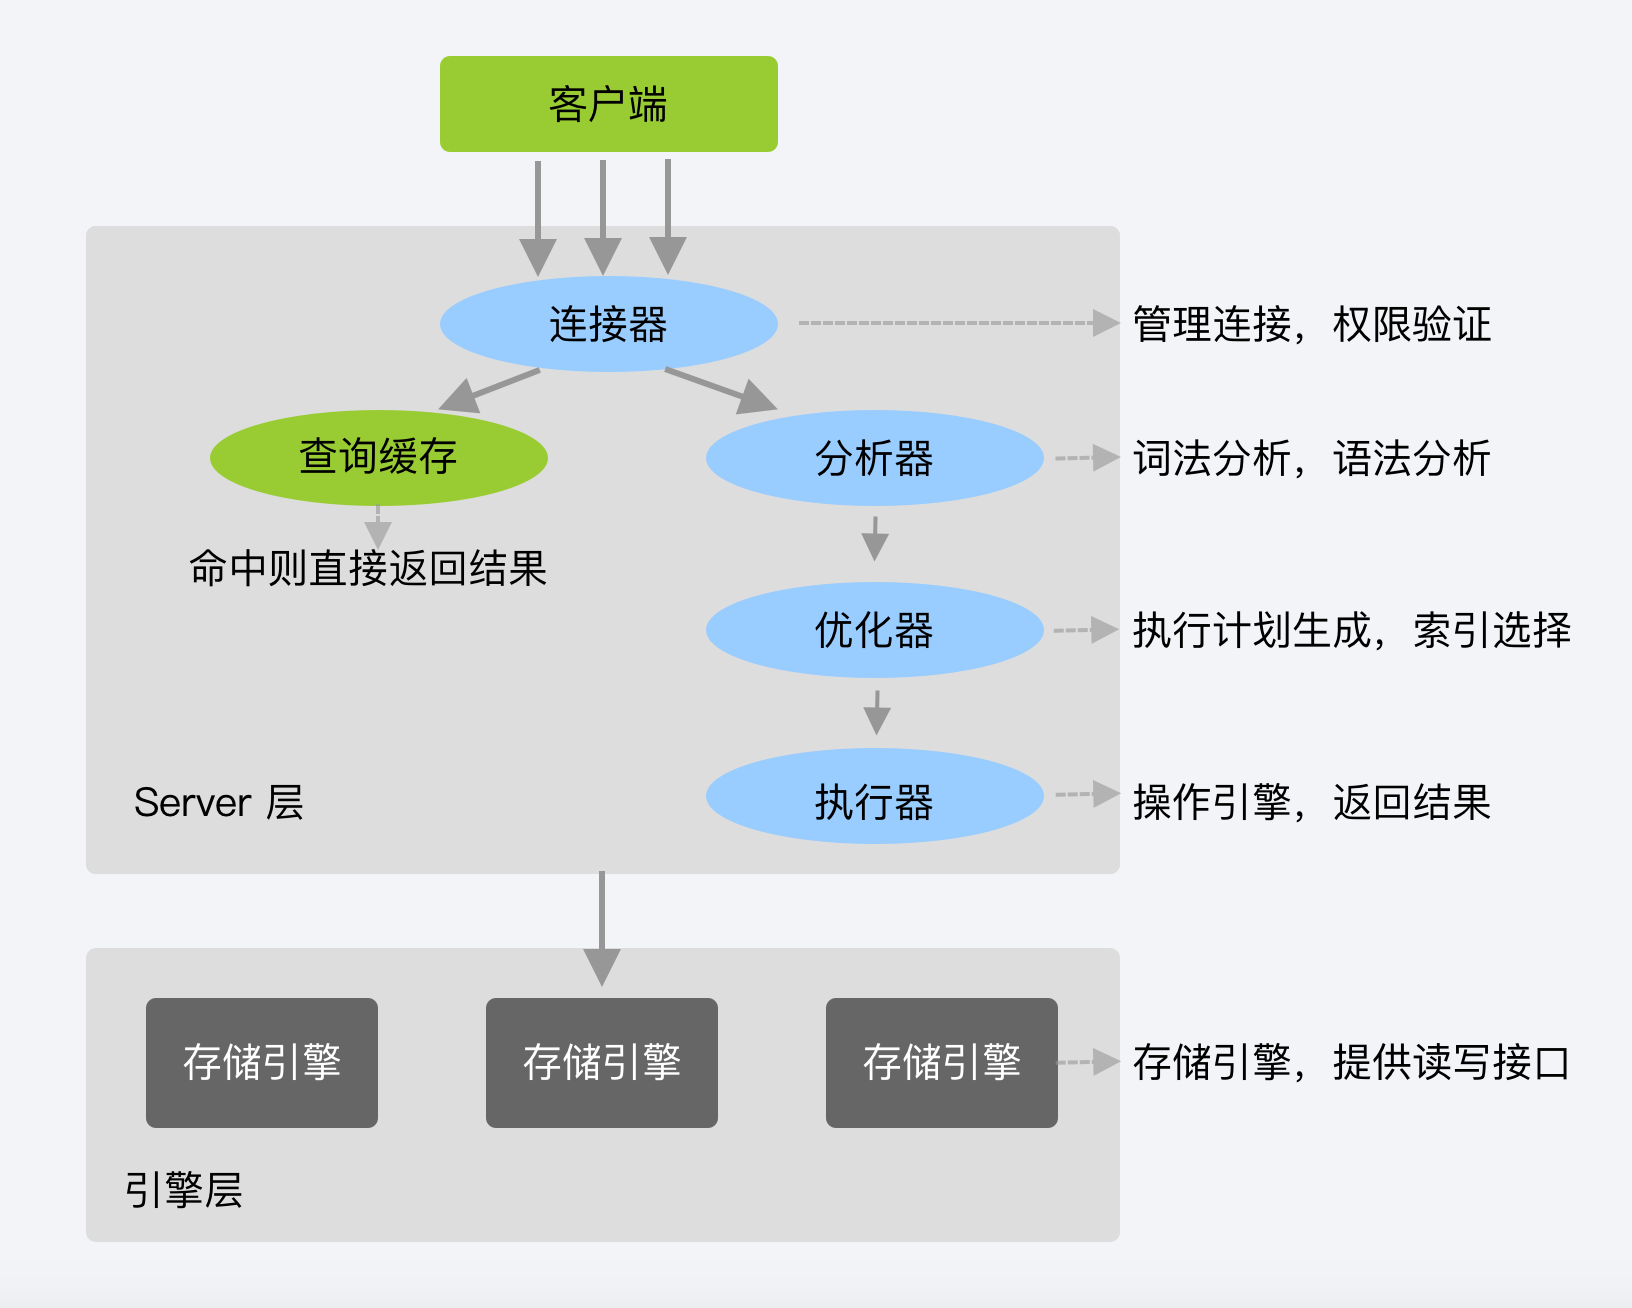 客户端
连接器
管理连接，权限验证
查询缓存
分析器
词法分析，语法分析
命中则直接返回结果
优化器
执行计划生成，索引选择
Server 层
执行器
操作引擎，返回结果
存储引擎
存储引擎
存储引擎
存储引擎，提供读写接口
引擎层